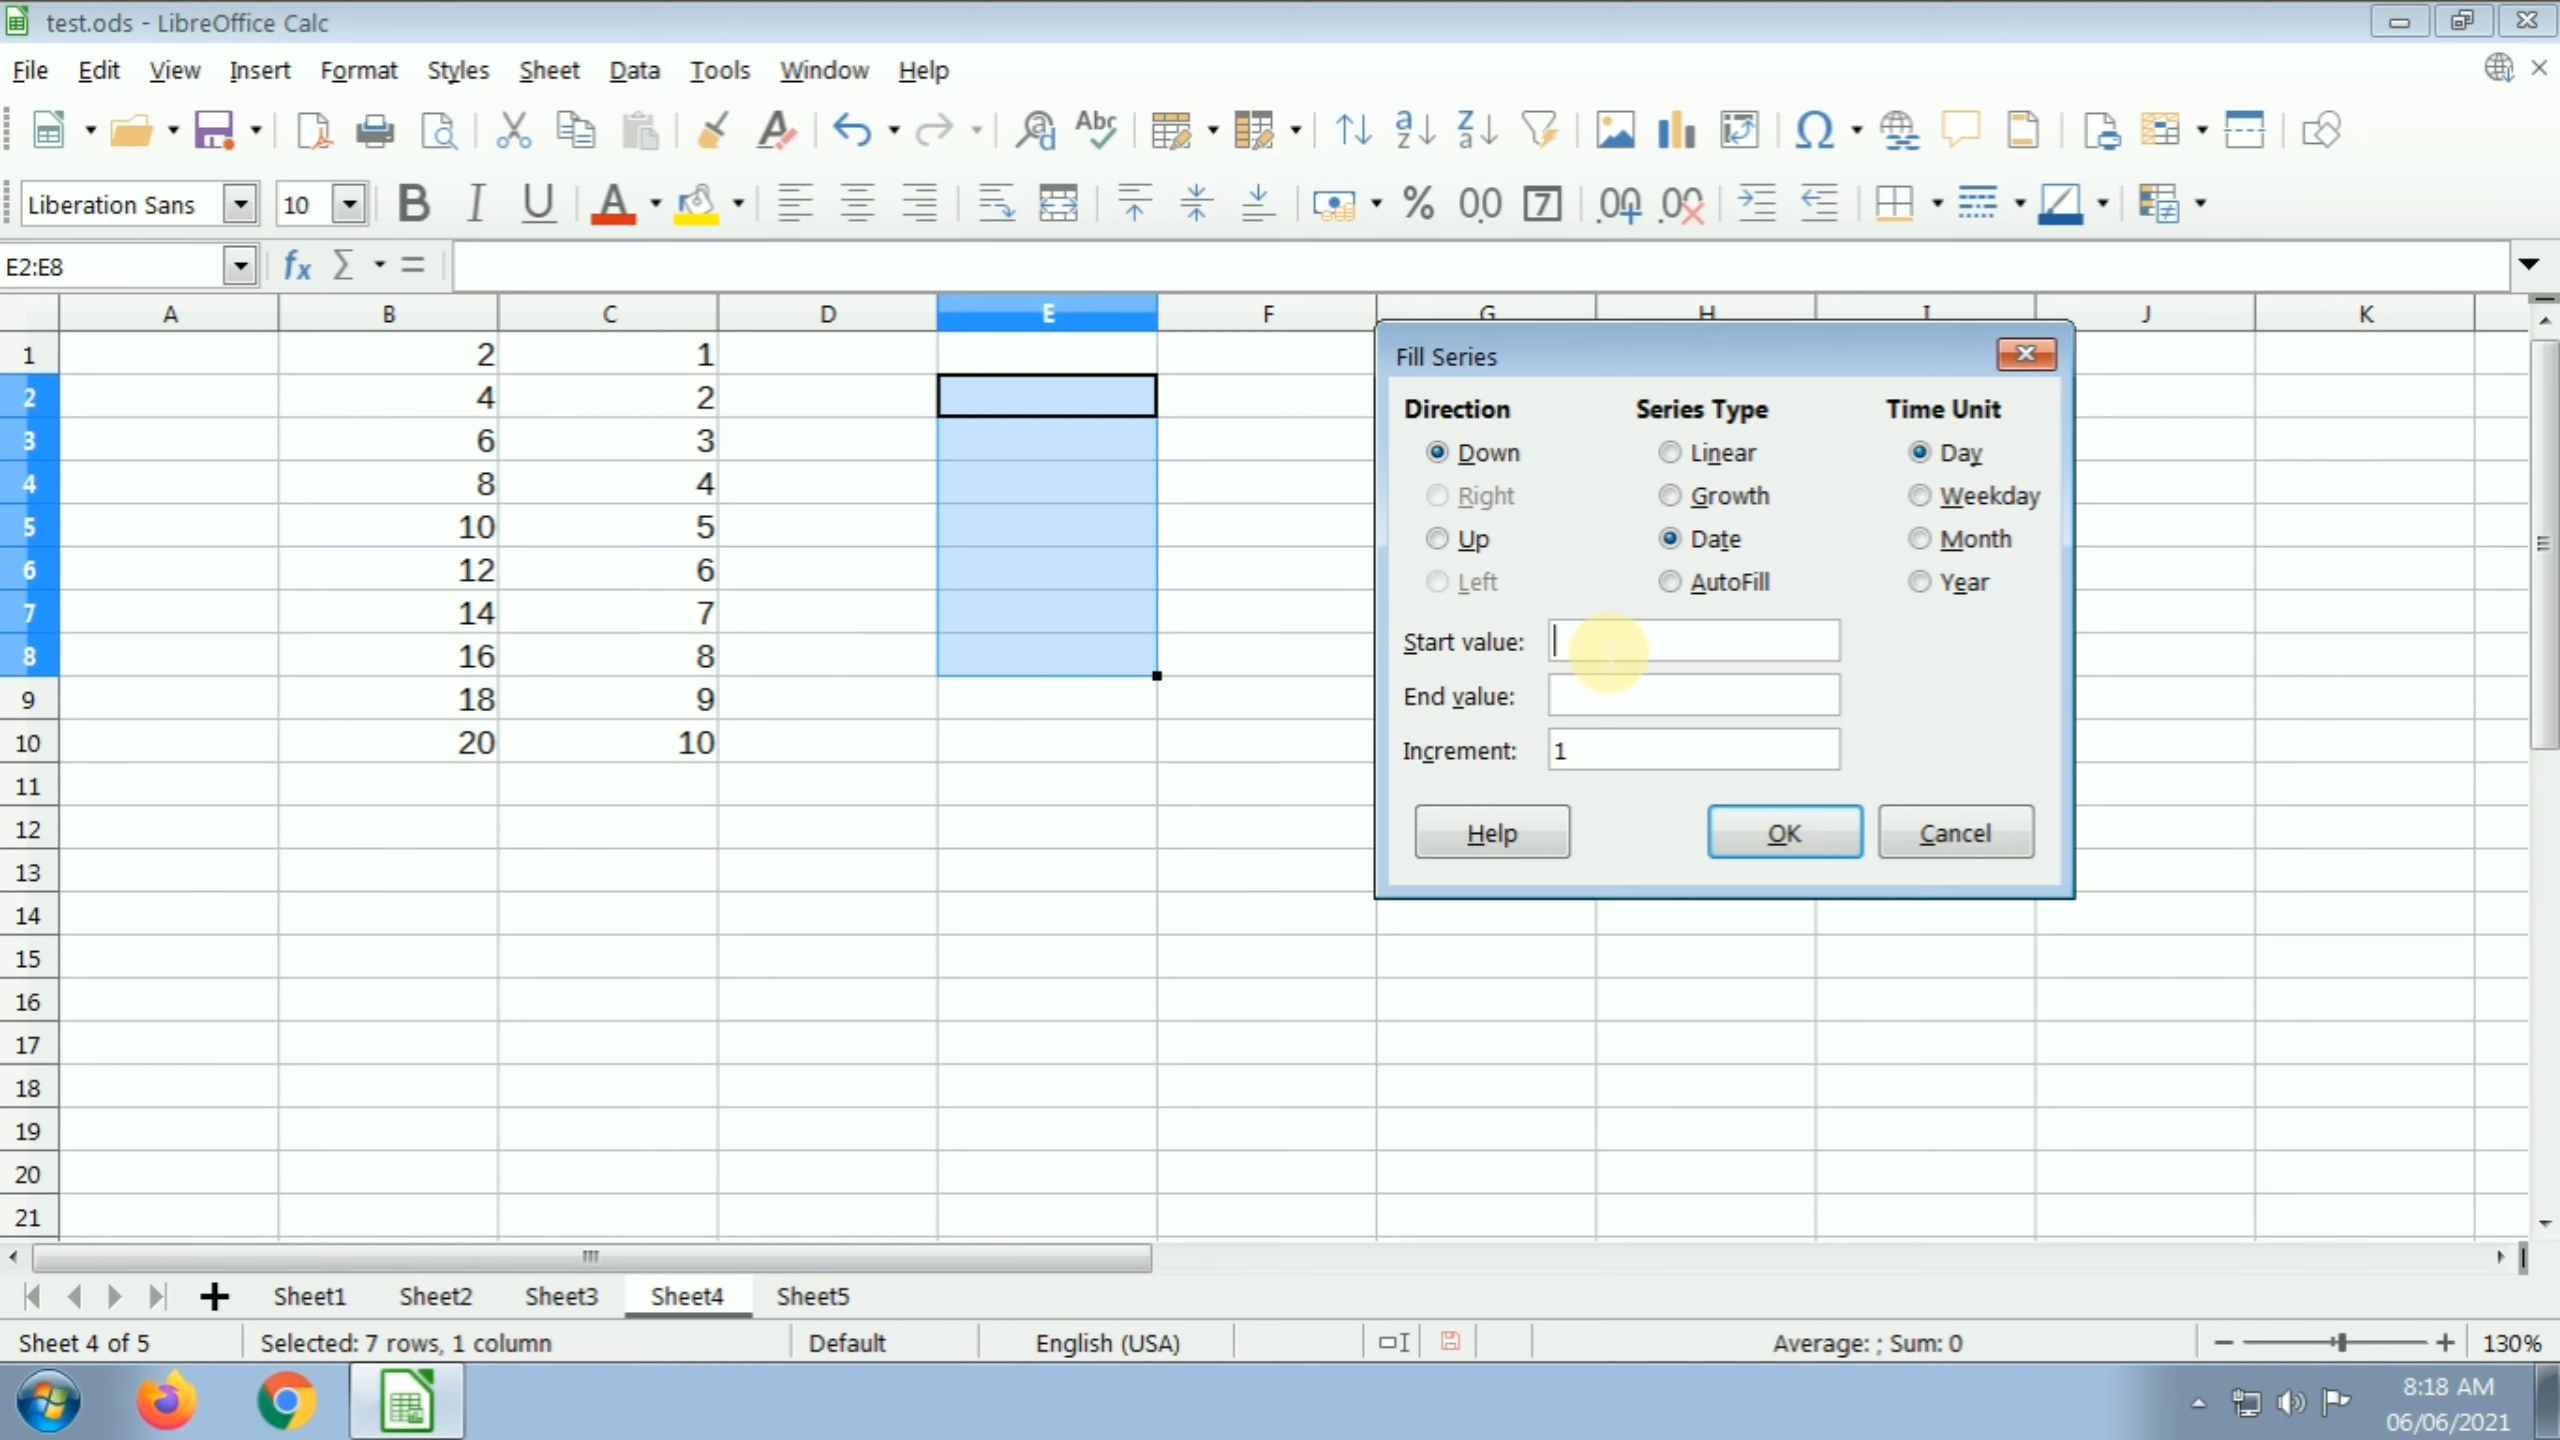 test.ods - LibreOffice Calc
File Edit View Insert Format Styles Sheet Data Tools Window Help
Liberation Sans 10
E2:E8
A B C D E F G H I J K
1 2 1
2 4 2
3 6 3
4 8 4
5 10 5
6 12 6
7 14 7
8 16 8
9 18 9
10 20 10
11
12
13
14
15
16
17
18
19
20
21
Fill Series
Direction Series Type Time Unit
Down Linear Day
Right Growth Weekday
Up Date Month
Left AutoFill Year
Start value:
End value:
Increment: 1
Help OK Cancel
Sheet1 Sheet2 Sheet3 Sheet4 Sheet5
Sheet 4 of 5 Selected: 7 rows, 1 column Default English (USA) Average: ; Sum: 0 130%
8:18 AM
06/06/2021